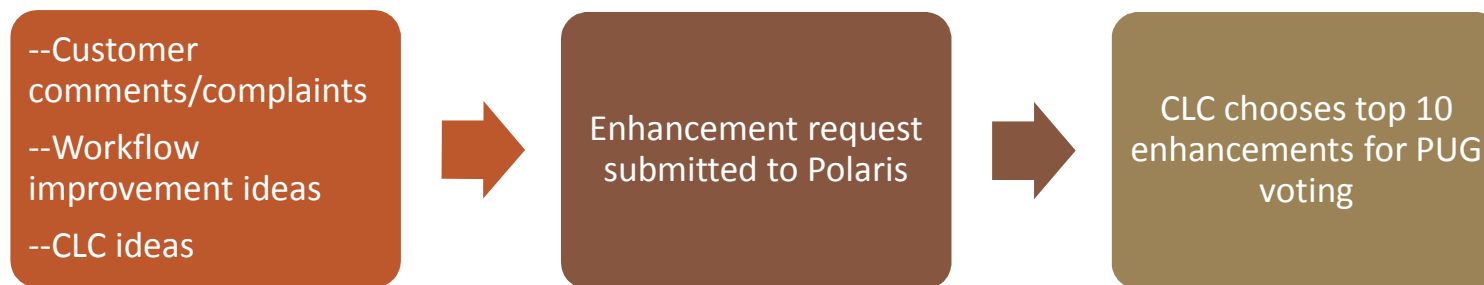 --Customer
comments/complaints
--Workflow
improvement ideas
--CLC ideas
Enhancement request
submitted to Polaris
CLC chooses top 10
enhancements for PUG
voting